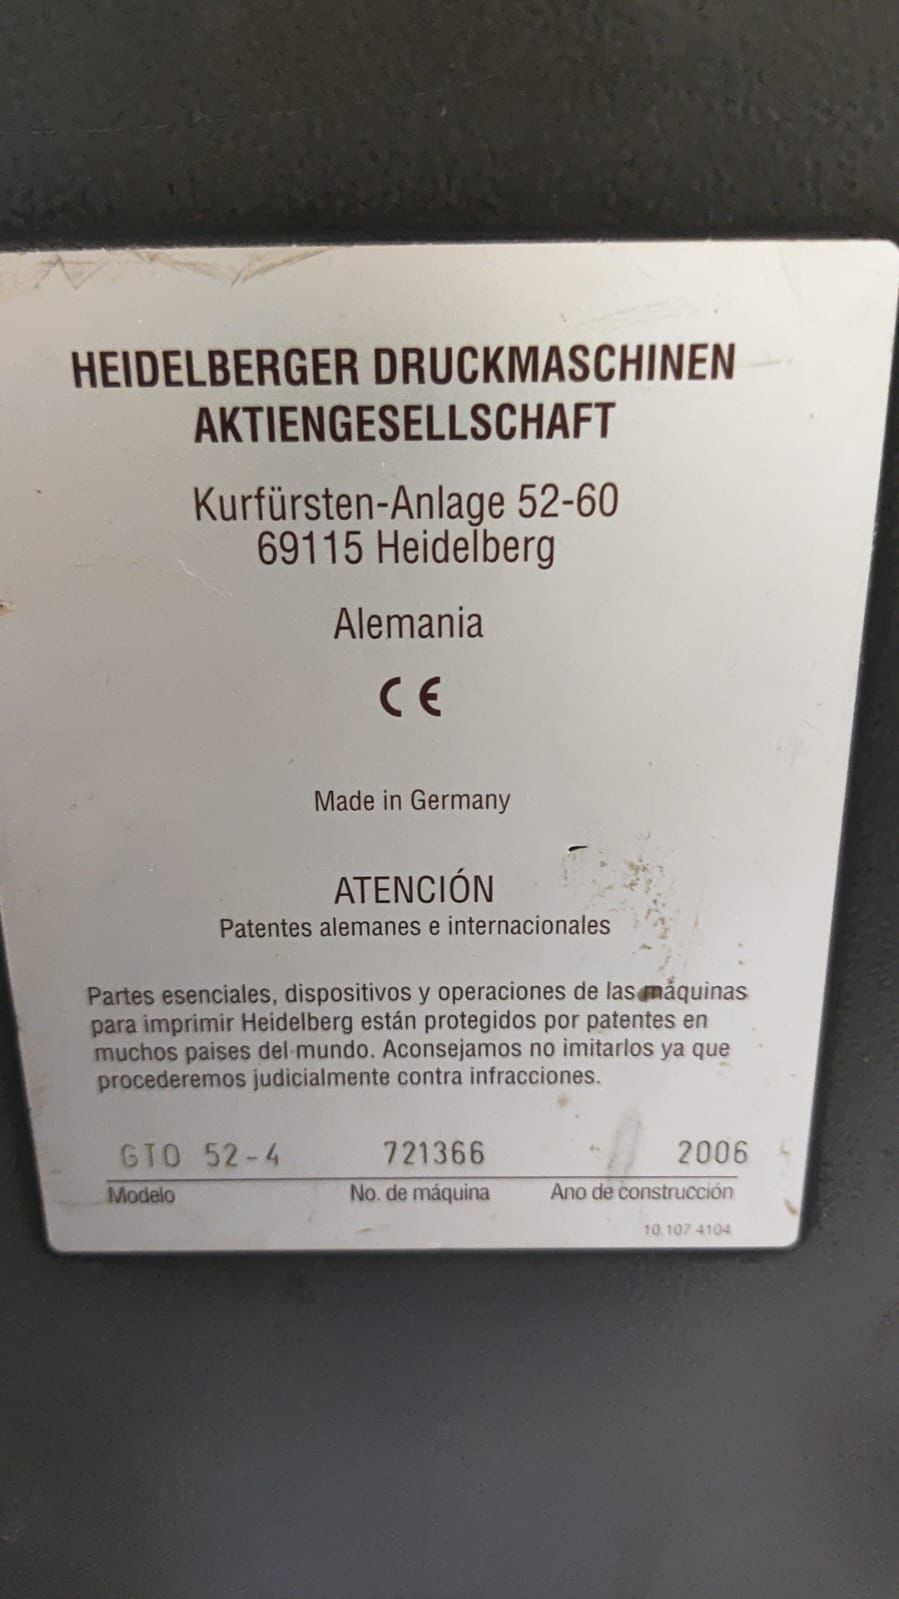 HEIDELBERGER DRUCKMASCHINEN
AKTIENGESELLSCHAFT
Kurfürsten-Anlage 52-60
69115 Heidelberg
Alemania
CE
Made in Germany
ATENCIÓN
Patentes alemanes e internacionales
Partes esenciales, dispositivos y operaciones de las máquinas
para imprimir Heidelberg están protegidos por patentes en
muchos paises del mundo. Aconsejamos no imitarlos ya que
procederemos judicialmente contra infracciones.
GTO 52-4 721366 2006
Modelo No. de máquina Ano de construcción
10.107.4104